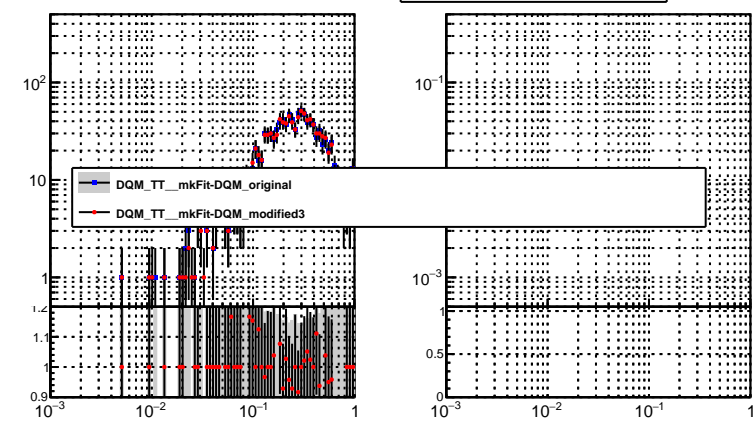 10² 10⁻¹
10
DQM_TT__mkFit-DQM_original
DQM_TT__mkFit-DQM_modified3
1 10⁻³
1.2 1
1.1
1 0.5
0.9 0
10⁻³ 10⁻² 10⁻¹ 1 10⁻³ 10⁻² 10⁻¹ 1